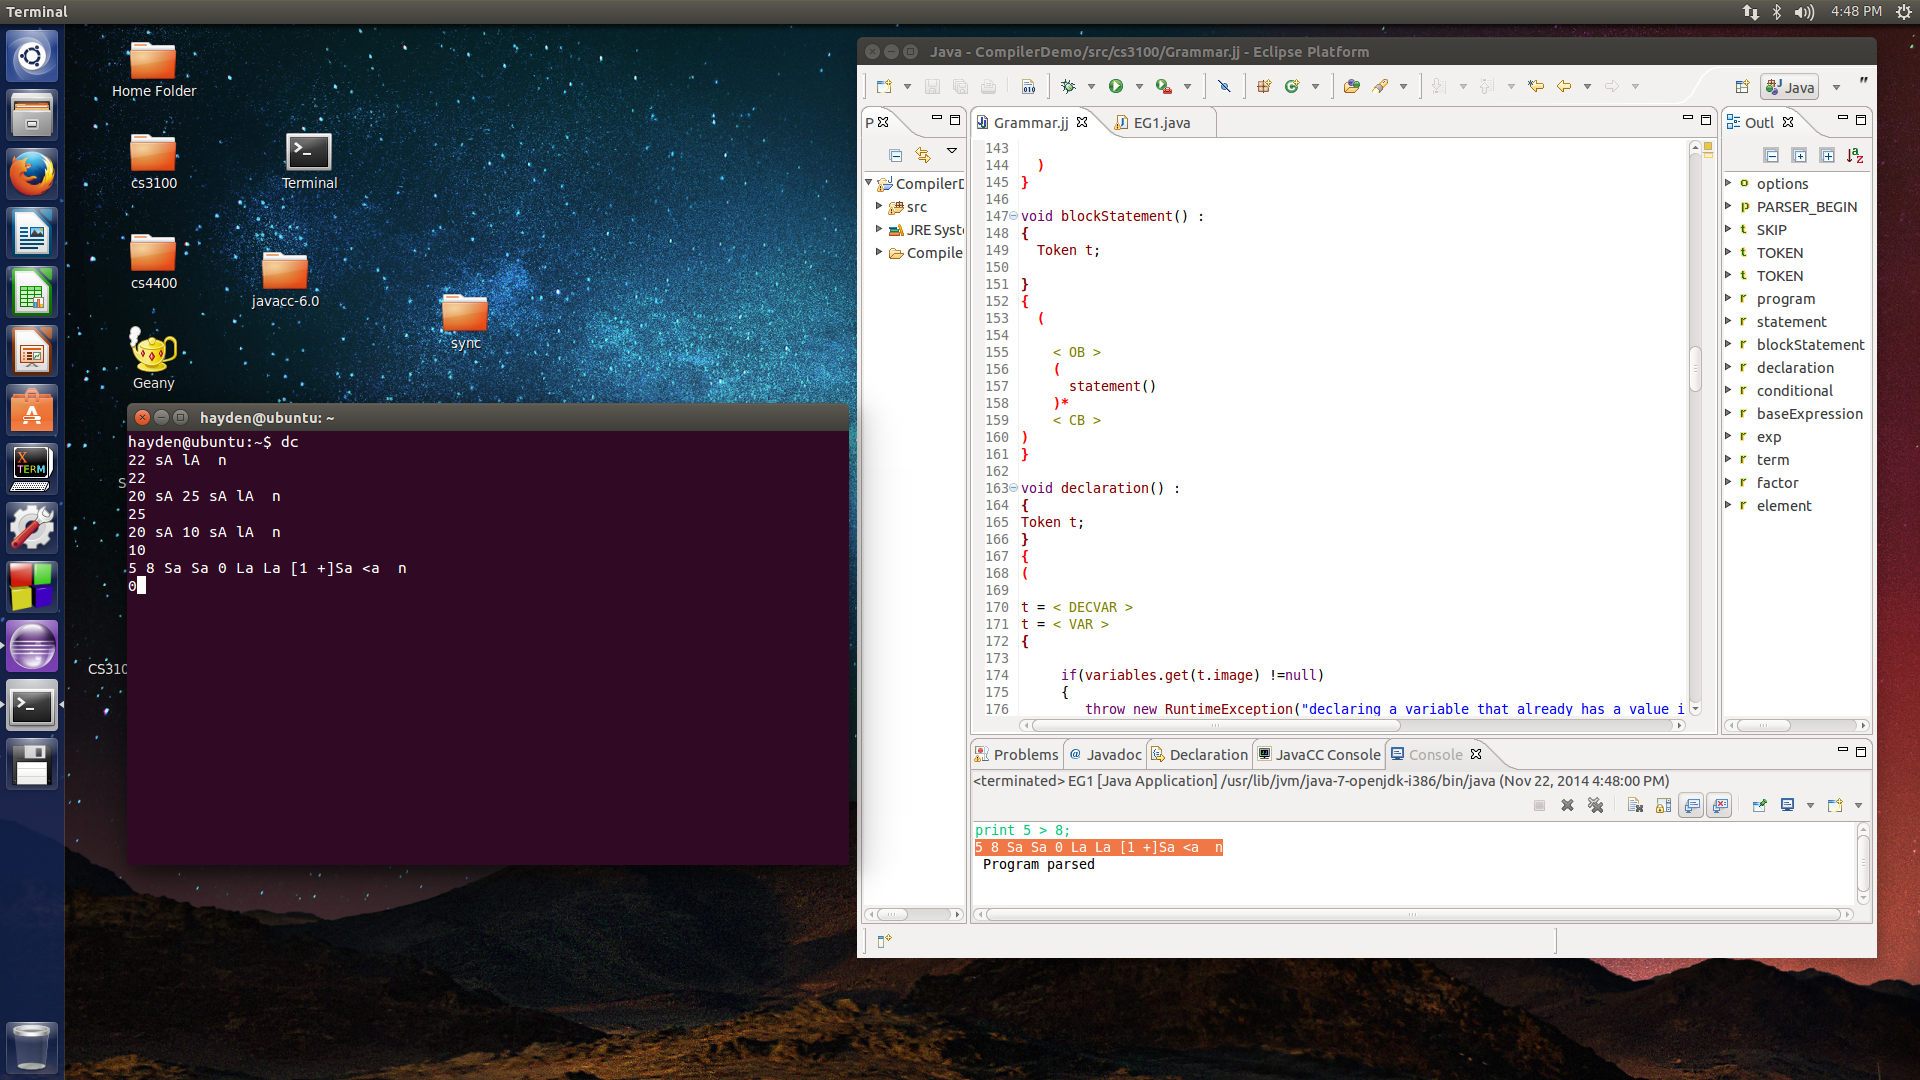 Terminal
4:48 PM
Home Folder
cs3100
Terminal
cs4400
javacc-6.0
sync
Geany
S
CS310
X
TERM
hayden@ubuntu: ~
hayden@ubuntu:~$ dc
22 sA lA  n
22
20 sA 25 sA lA  n
25
20 sA 10 sA lA  n
10
5 8 Sa Sa 0 La La [1 +]Sa <a  n
0
Java - CompilerDemo/src/cs3100/Grammar.jj - Eclipse Platform
Java
P
CompilerD
src
JRE Syste
Compile
Grammar.jj
EG1.java
143
144   )
145 }
146
147 void blockStatement() :
148 {
149   Token t;
150
151 }
152 {
153   (
154
155     < OB >
156     (
157       statement()
158     )*
159     < CB >
160 )
161 }
162
163 void declaration() :
164 {
165 Token t;
166 }
167 {
168 (
169
170 t = < DECVAR >
171 t = < VAR >
172 {
173
174      if(variables.get(t.image) !=null)
175      {
176         throw new RuntimeException("declaring a variable that already has a value i
Outl
options
PARSER_BEGIN
SKIP
TOKEN
TOKEN
program
statement
blockStatement
declaration
conditional
baseExpression
exp
term
factor
element
Problems
Javadoc
Declaration
JavaCC Console
Console
<terminated> EG1 [Java Application] /usr/lib/jvm/java-7-openjdk-i386/bin/java (Nov 22, 2014 4:48:00 PM)
print 5 > 8;
5 8 Sa Sa 0 La La [1 +]Sa <a  n
Program parsed